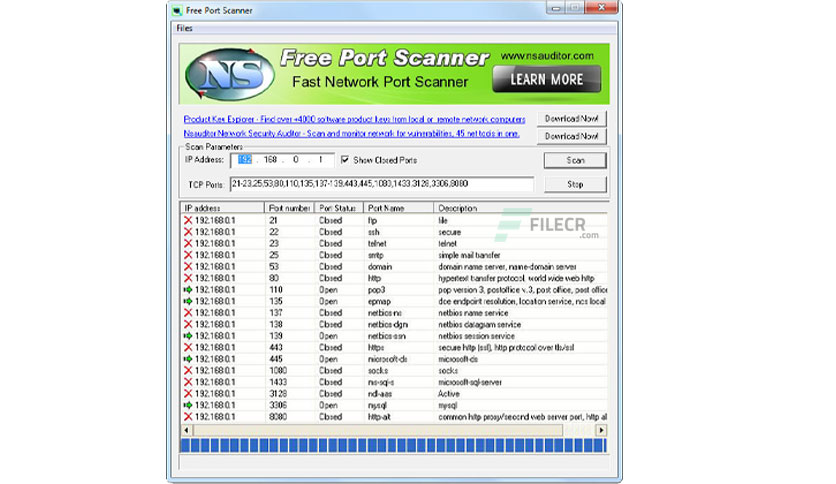 Free Port Scanner
Files
NS
Free Port Scanner
www.nsauditor.com
Fast Network Port Scanner
LEARN MORE
Product Key Explorer - Find over +4000 software product keys from local or remote network computers
Download Now!
Nsauditor Network Security Auditor - Scan and monitor network for vulnerabilities, 45 net tools in one.
Download Now!
Scan Parameters
IP Address: 192 . 168 . 0 . 1 Show Closed Ports Scan
TCP Ports: 21-23,25,53,80,110,135,137-139,443,445,1080,1433,3128,3306,8080 Stop
IP address Port number Port Status Port Name Description
192.168.0.1 21 Closed ftp file
192.168.0.1 22 Closed ssh secure
192.168.0.1 23 Closed telnet telnet
192.168.0.1 25 Closed smtp simple mail transfer
192.168.0.1 53 Closed domain domain name server, name-domain server
192.168.0.1 80 Closed http hypertext transfer protocol, world wide web http
192.168.0.1 110 Open pop3 pop version 3, postoffice v.3, post office, post offic
192.168.0.1 135 Open epmap dce endpoint resolution, location service, ncs local
192.168.0.1 137 Closed netbios-ns netbios name service
192.168.0.1 138 Closed netbios-dgn netbios datagram service
192.168.0.1 139 Open netbios-ssn netbios session service
192.168.0.1 443 Closed https secure http (ssl), http protocol over tls/ssl
192.168.0.1 445 Open microsoft-ds microsoft-ds
192.168.0.1 1080 Closed socks socks
192.168.0.1 1433 Closed ms-sql-s microsoft-sql-server
192.168.0.1 3128 Closed ndl-aas Active
192.168.0.1 3306 Open mysql mysql
192.168.0.1 8080 Closed http-alt common http proxy/second web server port, http al
FILECR
.com